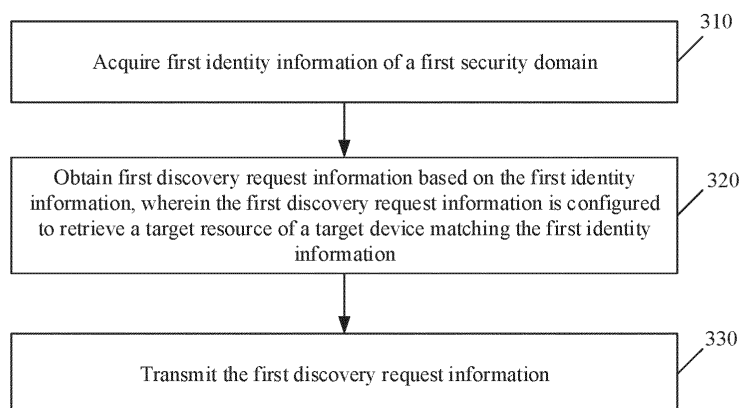 310
Acquire first identity information of a first security domain
320
Obtain first discovery request information based on the first identity
information, wherein the first discovery request information is configured
to retrieve a target resource of a target device matching the first identity
information
330
Transmit the first discovery request information